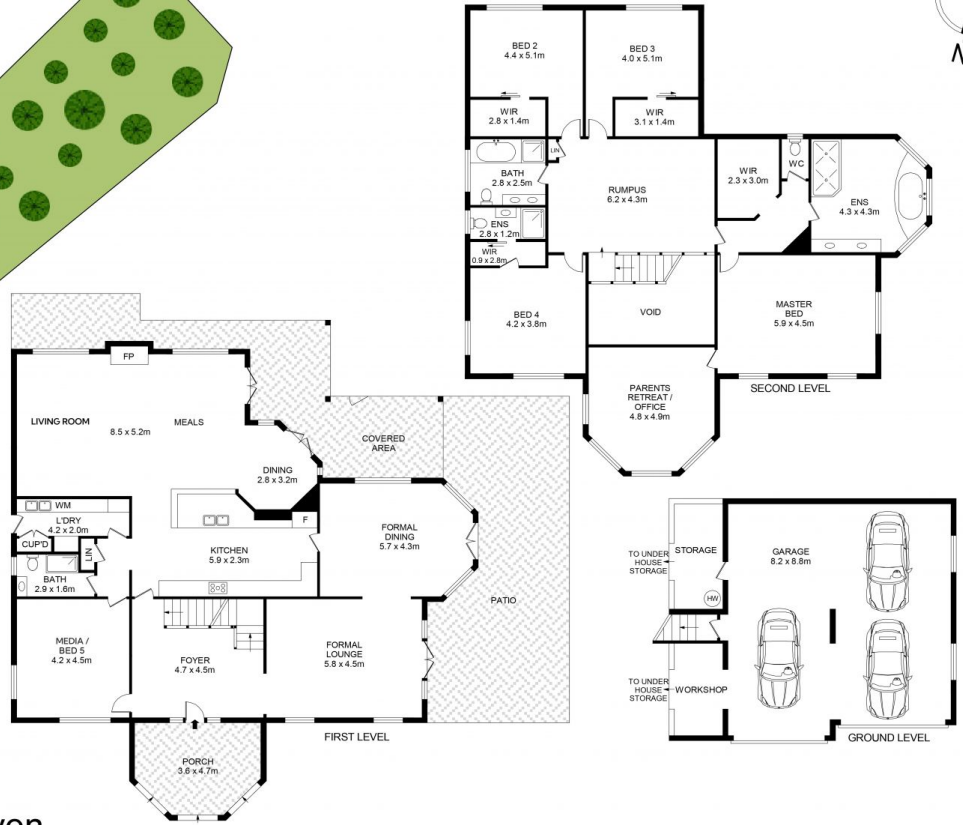 BED 2
4.4 x 5.1m
BED 3
4.0 x 5.1m
WIR
2.8 x 1.4m
WIR
3.1 x 1.4m
LIN
BATH
2.8 x 2.5m
RUMPUS
6.2 x 4.3m
WIR
2.3 x 3.0m
WC
ENS
4.3 x 4.3m
ENS
2.8 x 1.2m
WIR
0.9 x 2.8m
BED 4
4.2 x 3.8m
VOID
MASTER
BED
5.9 x 4.5m
PARENTS
RETREAT /
OFFICE
4.8 x 4.9m
SECOND LEVEL
FP
LIVING ROOM
MEALS
8.5 x 5.2m
DINING
2.8 x 3.2m
COVERED
AREA
WM
L'DRY
4.2 x 2.0m
CUP'D
LIN
BATH
2.9 x 1.6m
KITCHEN
5.9 x 2.3m
F
FORMAL
DINING
5.7 x 4.3m
PATIO
MEDIA /
BED 5
4.2 x 4.5m
FOYER
4.7 x 4.5m
FORMAL
LOUNGE
5.8 x 4.5m
PORCH
3.6 x 4.7m
FIRST LEVEL
STORAGE
TO UNDER
HOUSE
STORAGE
HW
GARAGE
8.2 x 8.8m
TO UNDER
HOUSE
STORAGE
WORKSHOP
GROUND LEVEL